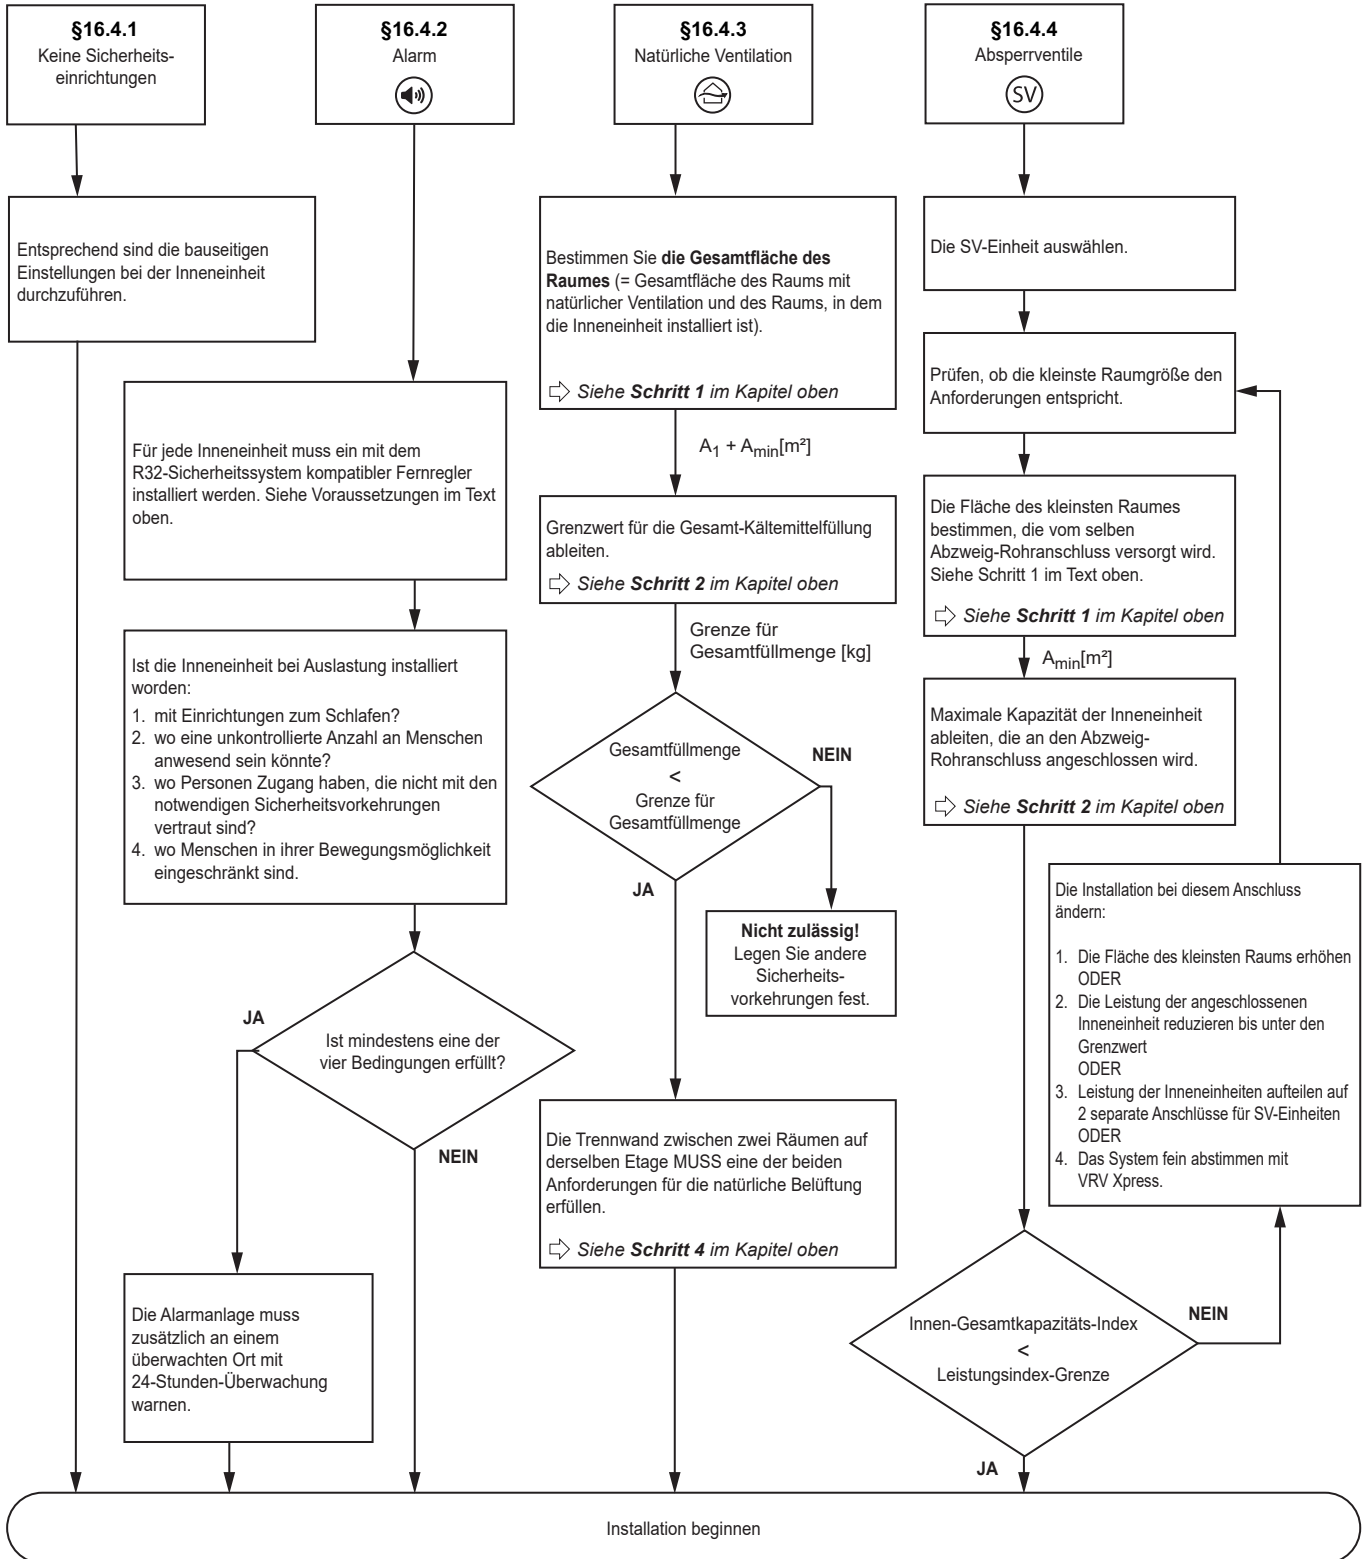 §16.4.1
Keine Sicherheits-
einrichtungen
§16.4.2
Alarm
§16.4.3
Natürliche Ventilation
§16.4.4
Absperrventile
SV
Entsprechend sind die bauseitigen
Einstellungen bei der Inneneinheit
durchzuführen.
Für jede Inneneinheit muss ein mit dem
R32-Sicherheitssystem kompatibler Fernregler
installiert werden. Siehe Voraussetzungen im Text
oben.
Ist die Inneneinheit bei Auslastung installiert
worden:
1. mit Einrichtungen zum Schlafen?
2. wo eine unkontrollierte Anzahl an Menschen
anwesend sein könnte?
3. wo Personen Zugang haben, die nicht mit den
notwendigen Sicherheitsvorkehrungen
vertraut sind?
4. wo Menschen in ihrer Bewegungsmöglichkeit
eingeschränkt sind.
JA
Ist mindestens eine der
vier Bedingungen erfüllt?
NEIN
Die Alarmanlage muss
zusätzlich an einem
überwachten Ort mit
24-Stunden-Überwachung
warnen.
Bestimmen Sie die Gesamtfläche des
Raumes (= Gesamtfläche des Raums mit
natürlicher Ventilation und des Raums, in dem
die Inneneinheit installiert ist).
⇨ Siehe Schritt 1 im Kapitel oben
A1 + Amin[m²]
Grenzwert für die Gesamt-Kältemittelfüllung
ableiten.
⇨ Siehe Schritt 2 im Kapitel oben
Grenze für
Gesamtfüllmenge [kg]
Gesamtfüllmenge
<
Grenze für
Gesamtfüllmenge
NEIN
JA
Nicht zulässig!
Legen Sie andere
Sicherheits-
vorkehrungen fest.
Die Trennwand zwischen zwei Räumen auf
derselben Etage MUSS eine der beiden
Anforderungen für die natürliche Belüftung
erfüllen.
⇨ Siehe Schritt 4 im Kapitel oben
Die SV-Einheit auswählen.
Prüfen, ob die kleinste Raumgröße den
Anforderungen entspricht.
Die Fläche des kleinsten Raumes
bestimmen, die vom selben
Abzweig-Rohranschluss versorgt wird.
Siehe Schritt 1 im Text oben.
⇨ Siehe Schritt 1 im Kapitel oben
Amin[m²]
Maximale Kapazität der Inneneinheit
ableiten, die an den Abzweig-
Rohranschluss angeschlossen wird.
⇨ Siehe Schritt 2 im Kapitel oben
Die Installation bei diesem Anschluss
ändern:
1. Die Fläche des kleinsten Raums erhöhen
ODER
2. Die Leistung der angeschlossenen
Inneneinheit reduzieren bis unter den
Grenzwert
ODER
3. Leistung der Inneneinheiten aufteilen auf
2 separate Anschlüsse für SV-Einheiten
ODER
4. Das System fein abstimmen mit
VRV Xpress.
Innen-Gesamtkapazitäts-Index
<
Leistungsindex-Grenze
NEIN
JA
Installation beginnen